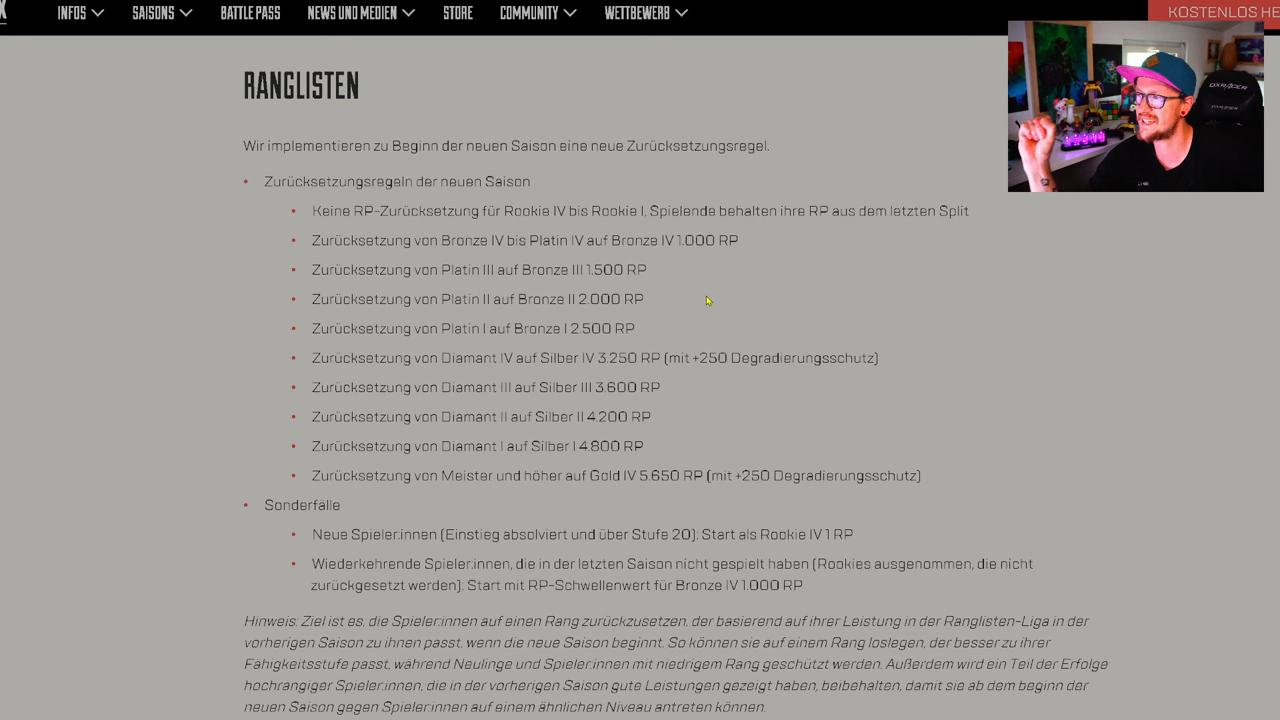 X INFOS SAISONS BATTLE PASS NEWS UND MEDIEN STORE COMMUNITY WETTBEWERB KOSTENLOS HE
RANGLISTEN
DXRACER
Wir implementieren zu Beginn der neuen Saison eine neue Zurücksetzungsregel.
• Zurücksetzungsregeln der neuen Saison
• Keine RP-Zurücksetzung für Rookie IV bis Rookie I, Spielende behalten ihre RP aus dem letzten Split
• Zurücksetzung von Bronze IV bis Platin IV auf Bronze IV 1.000 RP
• Zurücksetzung von Platin III auf Bronze III 1.500 RP
• Zurücksetzung von Platin II auf Bronze II 2.000 RP
• Zurücksetzung von Platin I auf Bronze I 2.500 RP
• Zurücksetzung von Diamant IV auf Silber IV 3.250 RP (mit +250 Degradierungsschutz)
• Zurücksetzung von Diamant III auf Silber III 3.600 RP
• Zurücksetzung von Diamant II auf Silber II 4.200 RP
• Zurücksetzung von Diamant I auf Silber I 4.800 RP
• Zurücksetzung von Meister und höher auf Gold IV 5.650 RP (mit +250 Degradierungsschutz)
• Sonderfälle
• Neue Spieler:innen (Einstieg absolviert und über Stufe 20): Start als Rookie IV 1 RP
• Wiederkehrende Spieler:innen, die in der letzten Saison nicht gespielt haben (Rookies ausgenommen, die nicht
zurückgesetzt werden). Start mit RP-Schwellenwert für Bronze IV 1.000 RP
Hinweis: Ziel ist es, die Spieler:innen auf einen Rang zurückzusetzen, der basierend auf ihrer Leistung in der Ranglisten-Liga in der
vorherigen Saison zu ihnen passt, wenn die neue Saison beginnt. So können sie auf einem Rang loslegen, der besser zu ihrer
Fähigkeitsstufe passt, während Neulinge und Spieler:innen mit niedrigem Rang geschützt werden. Außerdem wird ein Teil der Erfolge
hochrangiger Spieler:innen, die in der vorherigen Saison gute Leistungen gezeigt haben, beibehalten, damit sie ab dem beginn der
neuen Saison gegen Spieler:innen auf einem ähnlichen Niveau antreten können.